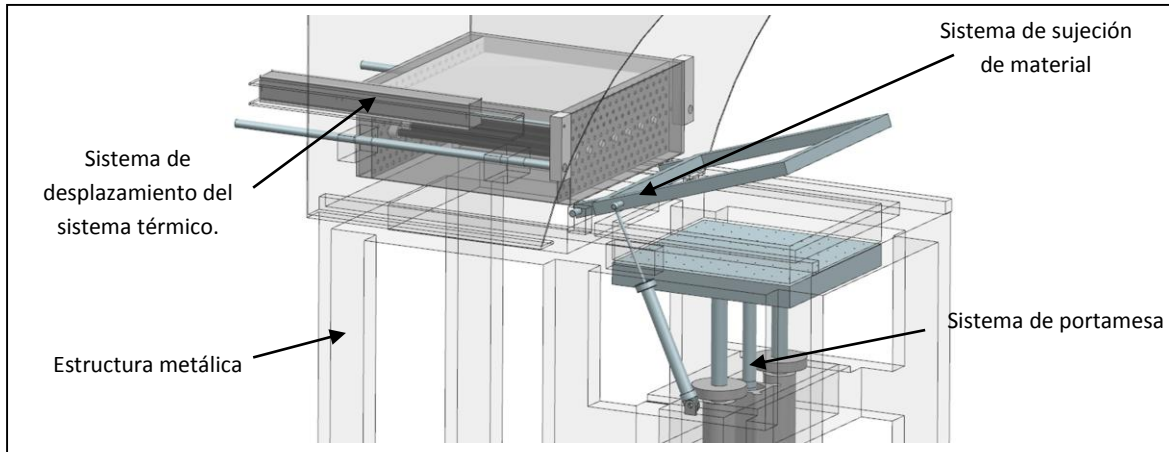 Sistema de sujeción
de material
Sistema de
desplazamiento del
sistema térmico.
Sistema de portamesa
Estructura metálica